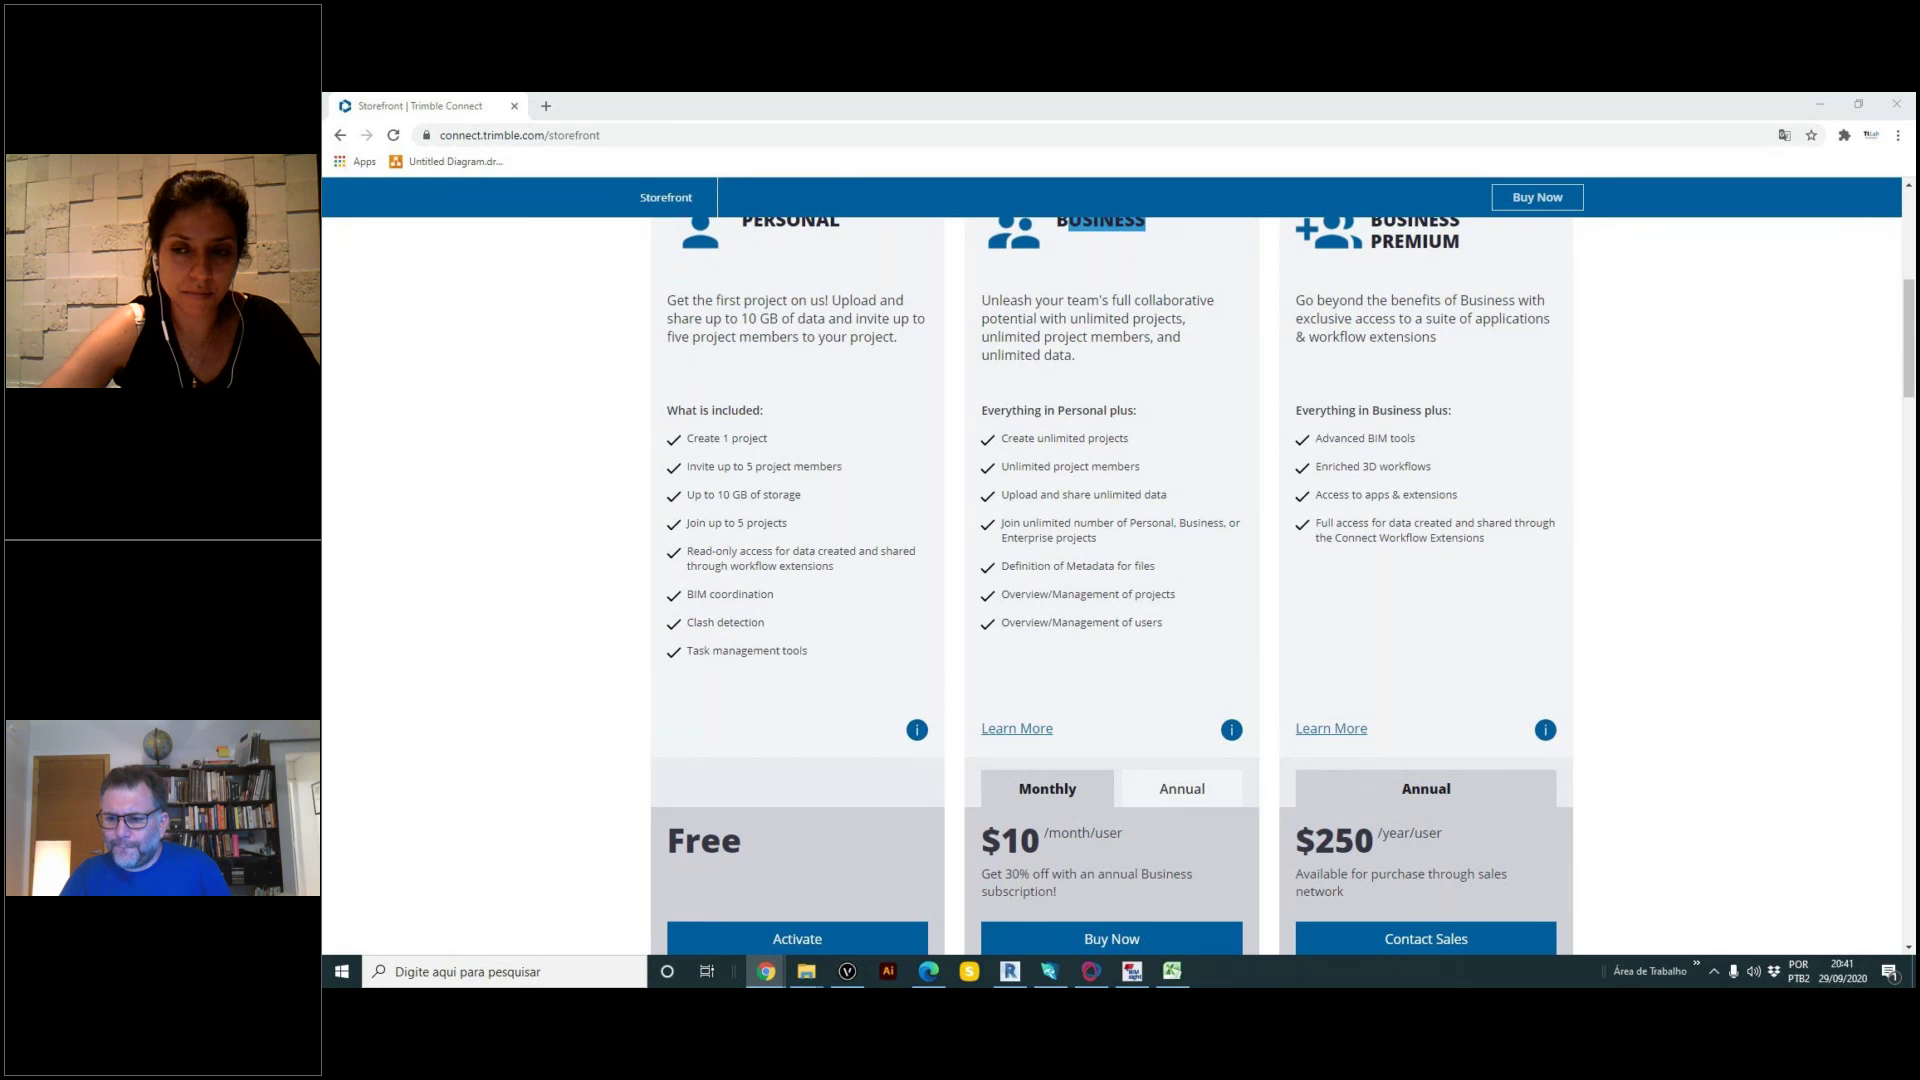 Storefront | Trimble Connect
connect.trimble.com/storefront
Apps
Untitled Diagram.dr...
Storefront
Buy Now
PERSONAL
Get the first project on us! Upload and
share up to 10 GB of data and invite up to
five project members to your project.
What is included:
Create 1 project
Invite up to 5 project members
Up to 10 GB of storage
Join up to 5 projects
Read-only access for data created and shared
through workflow extensions
BIM coordination
Clash detection
Task management tools
Free
Activate
BUSINESS
Unleash your team's full collaborative
potential with unlimited projects,
unlimited project members, and
unlimited data.
Everything in Personal plus:
Create unlimited projects
Unlimited project members
Upload and share unlimited data
Join unlimited number of Personal, Business, or
Enterprise projects
Definition of Metadata for files
Overview/Management of projects
Overview/Management of users
Learn More
Monthly
Annual
$10 /month/user
Get 30% off with an annual Business
subscription!
Buy Now
BUSINESS
PREMIUM
Go beyond the benefits of Business with
exclusive access to a suite of applications
& workflow extensions
Everything in Business plus:
Advanced BIM tools
Enriched 3D workflows
Access to apps & extensions
Full access for data created and shared through
the Connect Workflow Extensions
Learn More
Annual
$250 /year/user
Available for purchase through sales
network
Contact Sales
Digite aqui para pesquisar
Ai
S
R
Área de Trabalho
POR
PTB2
20:41
29/09/2020